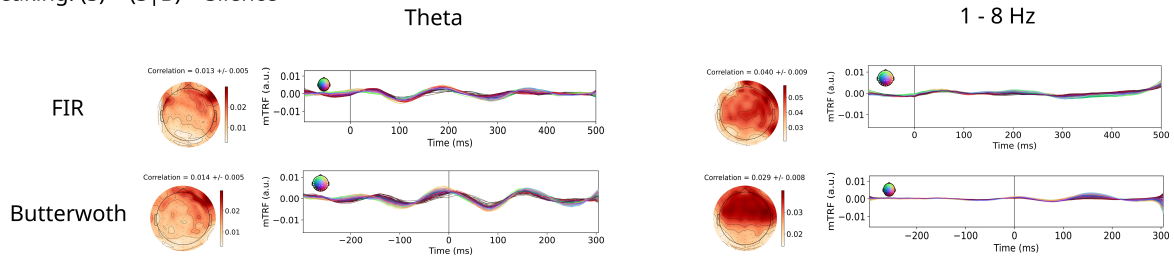 Theta
1 - 8 Hz
FIR
Correlation = 0.013 +/- 0.005
0.02
0.01
mTRF (a.u.)
0.01
0.00
−0.01
0
100
200
300
400
500
Time (ms)
Correlation = 0.040 +/- 0.009
0.05
0.04
0.03
mTRF (a.u.)
0.01
0.00
−0.01
0
100
200
300
400
500
Time (ms)
Butterwoth
Correlation = 0.014 +/- 0.005
0.02
0.01
mTRF (a.u.)
0.01
0.00
−0.01
−200
−100
0
100
200
300
Time (ms)
Correlation = 0.029 +/- 0.008
0.03
0.02
mTRF (a.u.)
0.01
0.00
−0.01
−200
−100
0
100
200
300
Time (ms)